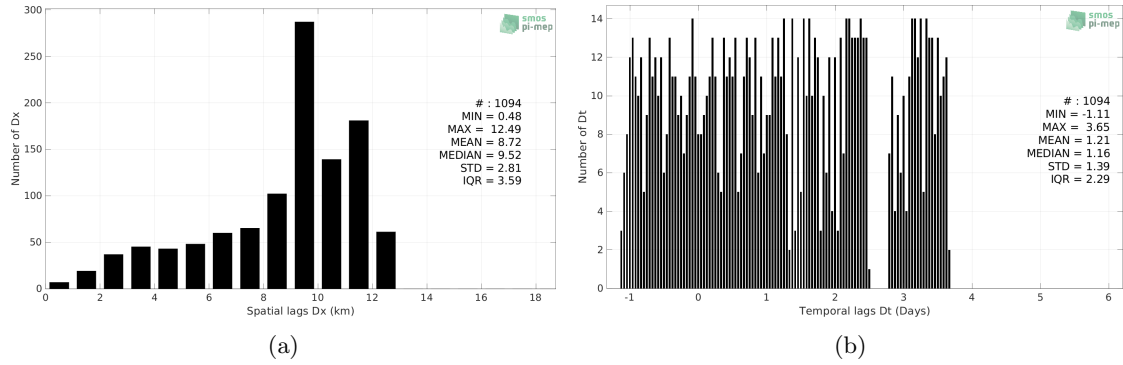 300
250
200
150
100
50
0
Number of Dx
0 2 4 6 8 10 12 14 16 18
Spatial lags Dx (km)
smos
pi-mep
# : 1094
MIN = 0.48
MAX = 12.49
MEAN = 8.72
MEDIAN = 9.52
STD = 2.81
IQR = 3.59
(a)
14
12
10
8
6
4
2
0
Number of Dt
-1 0 1 2 3 4 5 6
Temporal lags Dt (Days)
smos
pi-mep
# : 1094
MIN = -1.11
MAX = 3.65
MEAN = 1.21
MEDIAN = 1.16
STD = 1.39
IQR = 2.29
(b)